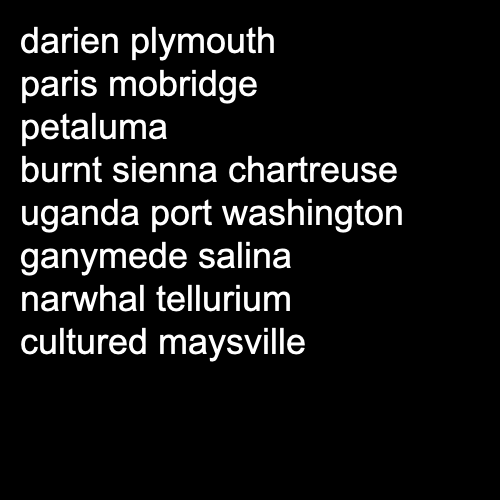 darien plymouth
paris mobridge
petaluma
burnt sienna chartreuse
uganda port washington
ganymede salina
narwhal tellurium
cultured maysville